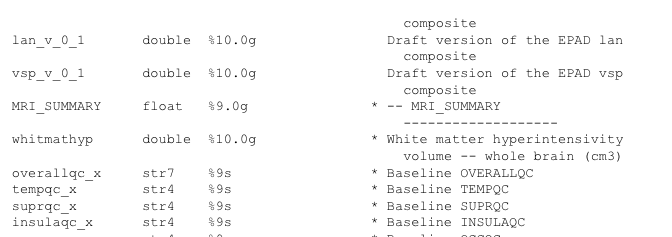 composite
lan_v_0_1 double %10.0g Draft version of the EPAD lan
composite
vsp_v_0_1 double %10.0g Draft version of the EPAD vsp
composite
MRI_SUMMARY float %9.0g * -- MRI_SUMMARY
-------------------
whitmathyp double %10.0g * White matter hyperintensivity
volume -- whole brain (cm3)
overallqc_x str7 %9s * Baseline OVERALLQC
tempqc_x str4 %9s * Baseline TEMPQC
suprqc_x str4 %9s * Baseline SUPRQC
insulaqc_x str4 %9s * Baseline INSULAQC